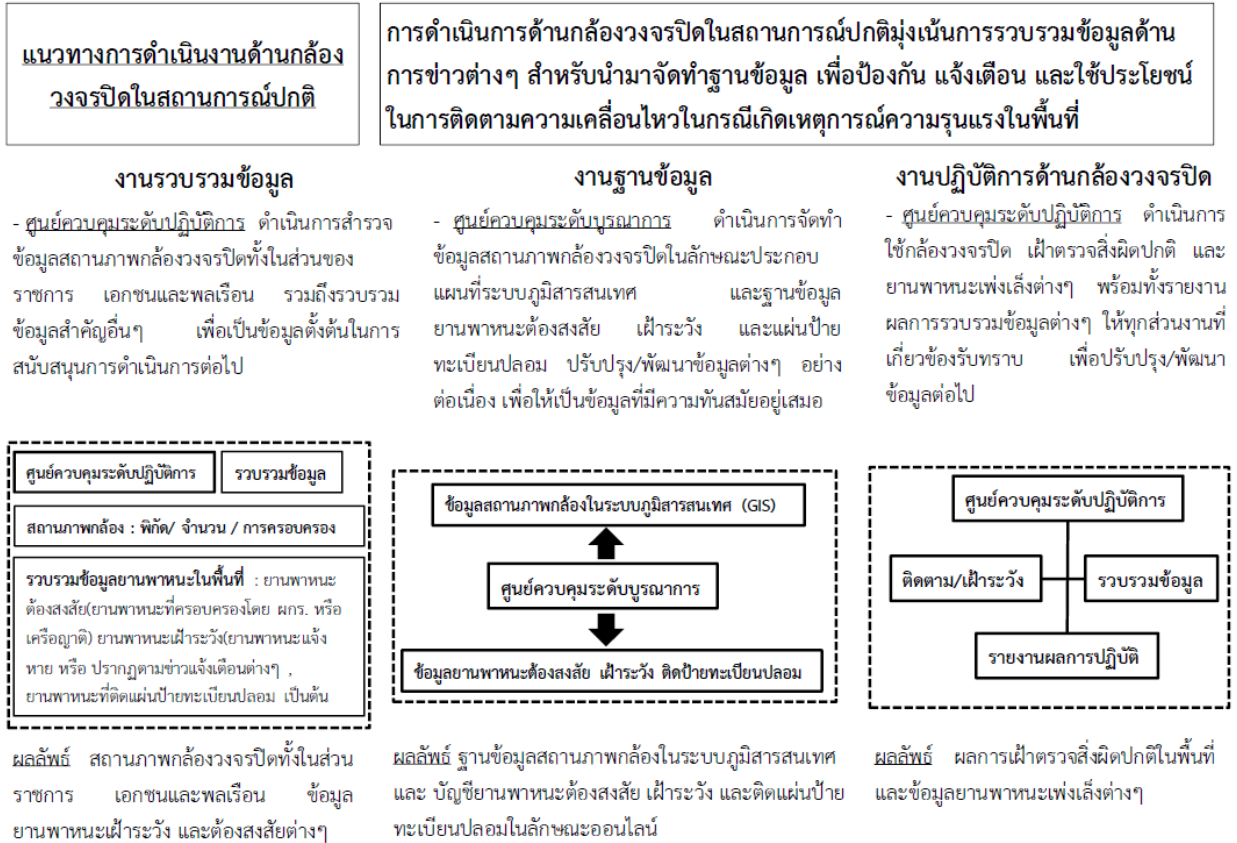 แนวทางการดำเนินงานด้านกล้อง
วงจรปิดในสถานการณ์ปกติ
การดำเนินการด้านกล้องวงจรปิดในสถานการณ์ปกติมุ่งเน้นการรวบรวมข้อมูลด้าน
การข่าวต่างๆ สำหรับนำมาจัดทำฐานข้อมูล เพื่อป้องกัน แจ้งเตือน และใช้ประโยชน์
ในการติดตามความเคลื่อนไหวในกรณีเกิดเหตุการณ์ความรุนแรงในพื้นที่
งานรวบรวมข้อมูล
- ศูนย์ควบคุมระดับปฏิบัติการ ดำเนินการสำรวจ
ข้อมูลสถานภาพกล้องวงจรปิดทั้งในส่วนของ
ราชการ เอกชนและพลเรือน รวมถึงรวบรวม
ข้อมูลสำคัญอื่นๆ เพื่อเป็นข้อมูลตั้งต้นในการ
สนับสนุนการดำเนินการต่อไป
ศูนย์ควบคุมระดับปฏิบัติการ
รวบรวมข้อมูล
สถานภาพกล้อง : พิกัด/ จำนวน / การครอบครอง
รวบรวมข้อมูลยานพาหนะในพื้นที่ : ยานพาหนะ
ต้องสงสัย(ยานพาหนะที่ครอบครองโดย ผกร. หรือ
เครือญาติ) ยานพาหนะเฝ้าระวัง(ยานพาหนะแจ้ง
หาย หรือ ปรากฏตามข่าวแจ้งเตือนต่างๆ ,
ยานพาหนะที่ติดแผ่นป้ายทะเบียนปลอม เป็นต้น
ผลลัพธ์ สถานภาพกล้องวงจรปิดทั้งในส่วน
ราชการ เอกชนและพลเรือน ข้อมูล
ยานพาหนะเฝ้าระวัง และต้องสงสัยต่างๆ
งานฐานข้อมูล
- ศูนย์ควบคุมระดับบูรณาการ ดำเนินการจัดทำ
ข้อมูลสถานภาพกล้องวงจรปิดในลักษณะประกอบ
แผนที่ระบบภูมิสารสนเทศ และฐานข้อมูล
ยานพาหนะต้องสงสัย เฝ้าระวัง และแผ่นป้าย
ทะเบียนปลอม ปรับปรุง/พัฒนาข้อมูลต่างๆ อย่าง
ต่อเนื่อง เพื่อให้เป็นข้อมูลที่มีความทันสมัยอยู่เสมอ
ข้อมูลสถานภาพกล้องในระบบภูมิสารสนเทศ (GIS)
ศูนย์ควบคุมระดับบูรณาการ
ข้อมูลยานพาหนะต้องสงสัย เฝ้าระวัง ติดป้ายทะเบียนปลอม
ผลลัพธ์ ฐานข้อมูลสถานภาพกล้องในระบบภูมิสารสนเทศ
และ บัญชียานพาหนะต้องสงสัย เฝ้าระวัง และติดแผ่นป้าย
ทะเบียนปลอมในลักษณะออนไลน์
งานปฏิบัติการด้านกล้องวงจรปิด
- ศูนย์ควบคุมระดับปฏิบัติการ ดำเนินการ
ใช้กล้องวงจรปิด เฝ้าตรวจสิ่งผิดปกติ และ
ยานพาหนะเพ่งเล็งต่างๆ พร้อมทั้งรายงาน
ผลการรวบรวมข้อมูลต่างๆ ให้ทุกส่วนงานที่
เกี่ยวข้องรับทราบ เพื่อปรับปรุง/พัฒนา
ข้อมูลต่อไป
ศูนย์ควบคุมระดับปฏิบัติการ
ติดตาม/เฝ้าระวัง
รวบรวมข้อมูล
รายงานผลการปฏิบัติ
ผลลัพธ์ ผลการเฝ้าตรวจสิ่งผิดปกติในพื้นที่
และข้อมูลยานพาหนะเพ่งเล็งต่างๆ